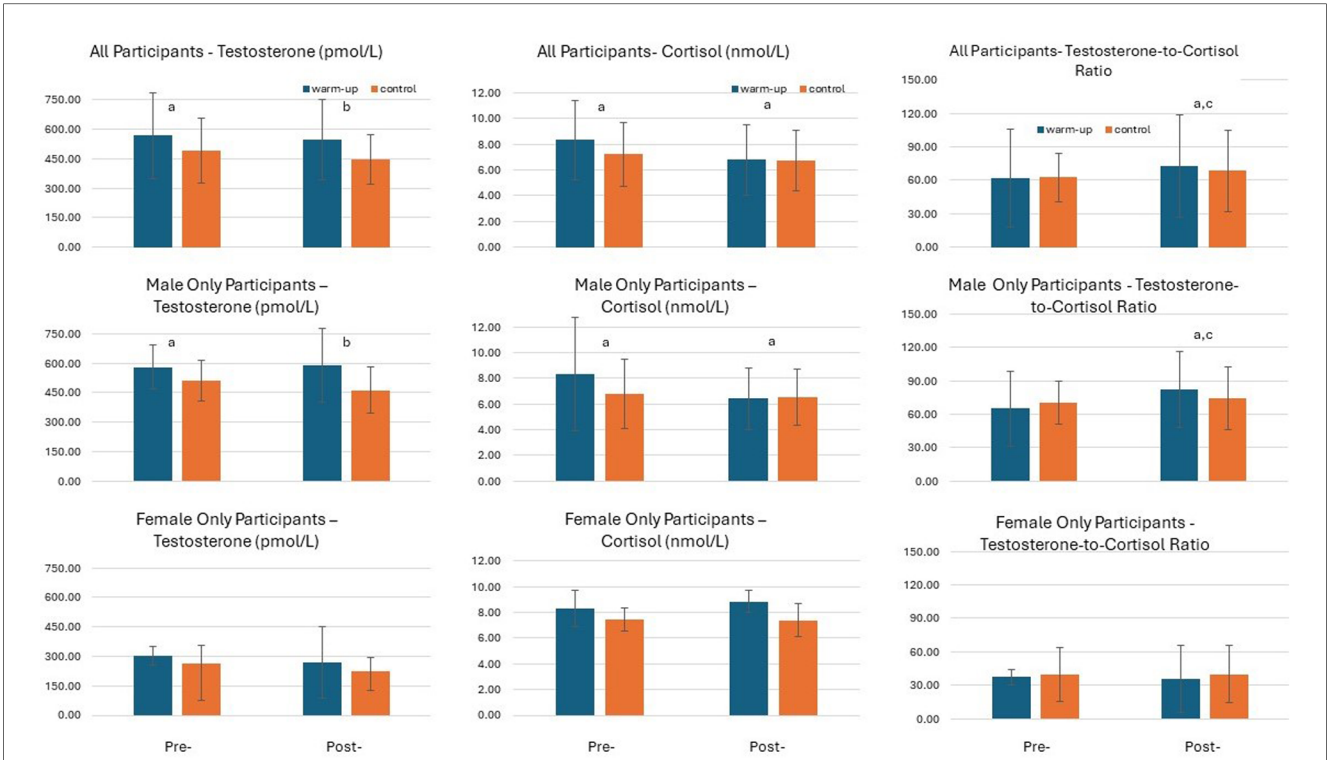 All Participants - Testosterone (pmol/L)
warm-up control
750.00
600.00
450.00
300.00
150.00
0.00
a
b
All Participants- Cortisol (nmol/L)
warm-up control
12.00
10.00
8.00
6.00
4.00
2.00
0.00
a
a
All Participants- Testosterone-to-Cortisol
Ratio
150.00
120.00
90.00
60.00
30.00
0.00
a,c
warm-up control
Male Only Participants –
Testosterone (pmol/L)
750.00
600.00
450.00
300.00
150.00
0.00
a
b
Male Only Participants –
Cortisol (nmol/L)
12.00
10.00
8.00
6.00
4.00
2.00
0.00
a
a
Male Only Participants - Testosterone-
to-Cortisol Ratio
150.00
120.00
90.00
60.00
30.00
0.00
a,c
Female Only Participants –
Testosterone (pmol/L)
750.00
600.00
450.00
300.00
150.00
0.00
Pre-
Post-
Female Only Participants –
Cortisol (nmol/L)
12.00
10.00
8.00
6.00
4.00
2.00
0.00
Pre-
Post-
Female Only Participants -
Testosterone-to-Cortisol Ratio
150.00
120.00
90.00
60.00
30.00
0.00
Pre-
Post-